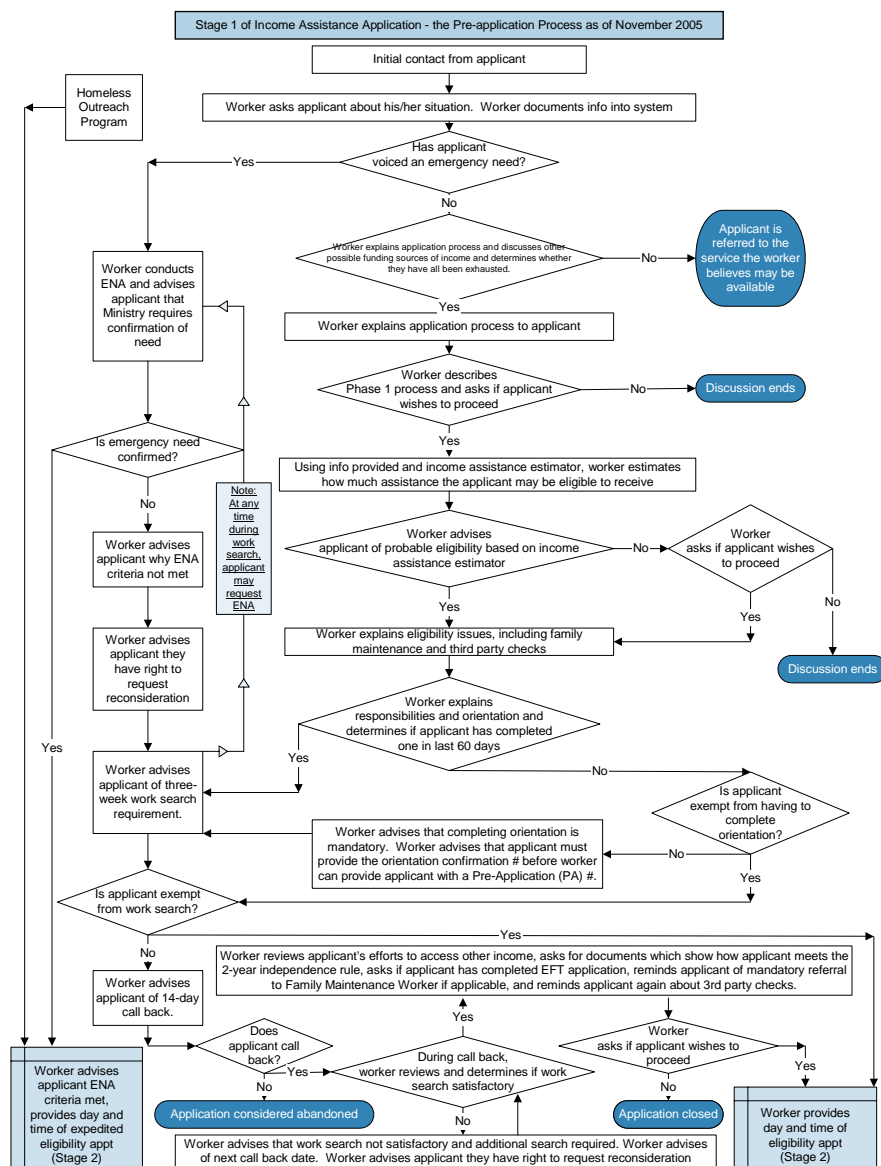 Stage 1 of Income Assistance Application - the Pre-application Process as of November 2005
Initial contact from applicant
Homeless
Outreach
Program
Worker asks applicant about his/her situation.  Worker documents info into system
Has applicant
voiced an emergency need?
Yes
No
Worker explains application process and discusses other
possible funding sources of income and determines whether
they have all been exhausted.
No
Applicant is
referred to the
service the worker
believes may be
available
Worker conducts
ENA and advises
applicant that
Ministry requires
confirmation of
need
Yes
Worker explains application process to applicant
Worker describes
Phase 1 process and asks if applicant
wishes to proceed
No
Discussion ends
Yes
Is emergency need
confirmed?
Using info provided and income assistance estimator, worker estimates
how much assistance the applicant may be eligible to receive
No
Note:
At any
time
during
work
search,
applicant
may
request
ENA
Worker advises
applicant why ENA
criteria not met
Worker advises
applicant of probable eligibility based on income
assistance estimator
No
Worker
asks if applicant wishes
to proceed
Yes
Yes
No
Worker advises
applicant they
have right to
request
reconsideration
Worker explains eligibility issues, including family
maintenance and third party checks
Discussion ends
Worker explains
responsibilities and orientation and
determines if applicant has completed
one in last 60 days
Yes
Yes
No
Worker advises
applicant of three-
week work search
requirement.
Is applicant
exempt from having to
complete
orientation?
Worker advises that completing orientation is
mandatory.  Worker advises that applicant must
provide the orientation confirmation # before worker
can provide applicant with a Pre-Application (PA) #.
No
Yes
Is applicant exempt
from work search?
Yes
No
Worker reviews applicant's efforts to access other income, asks for documents which show how applicant meets the
2-year independence rule, asks if applicant has completed EFT application, reminds applicant of mandatory referral
to Family Maintenance Worker if applicable, and reminds applicant again about 3rd party checks.
Worker advises
applicant of 14-day
call back.
Yes
Does
applicant call
back?
Yes
During call back,
worker reviews and determines if work
search satisfactory
Worker
asks if applicant wishes to
proceed
Yes
No
No
No
Worker advises
applicant ENA
criteria met,
provides day and
time of expedited
eligibility appt
(Stage 2)
Application considered abandoned
Application closed
Worker provides
day and time of
eligibility appt
(Stage 2)
Worker advises that work search not satisfactory and additional search required. Worker advises
of next call back date.  Worker advises applicant they have right to request reconsideration